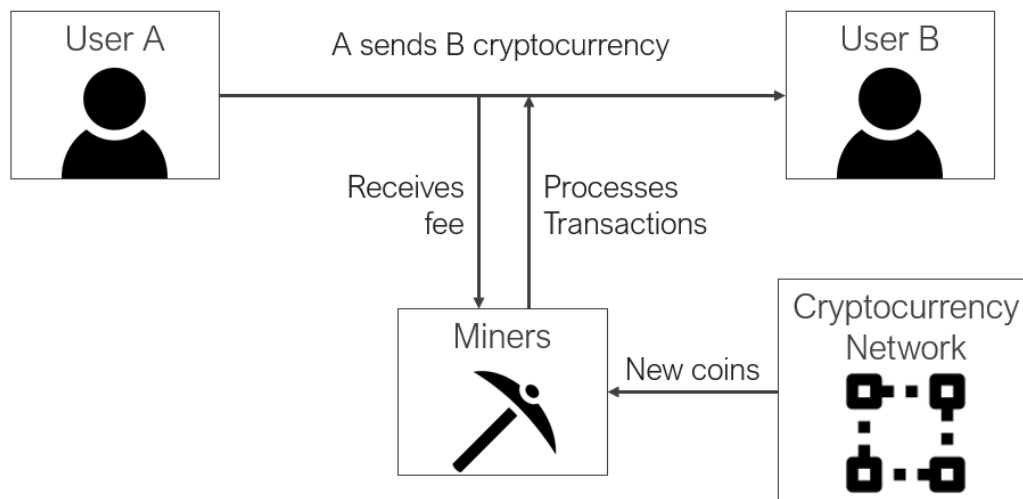 User A
A sends B cryptocurrency
User B
Receives
fee
Processes
Transactions
Miners
New coins
Cryptocurrency
Network